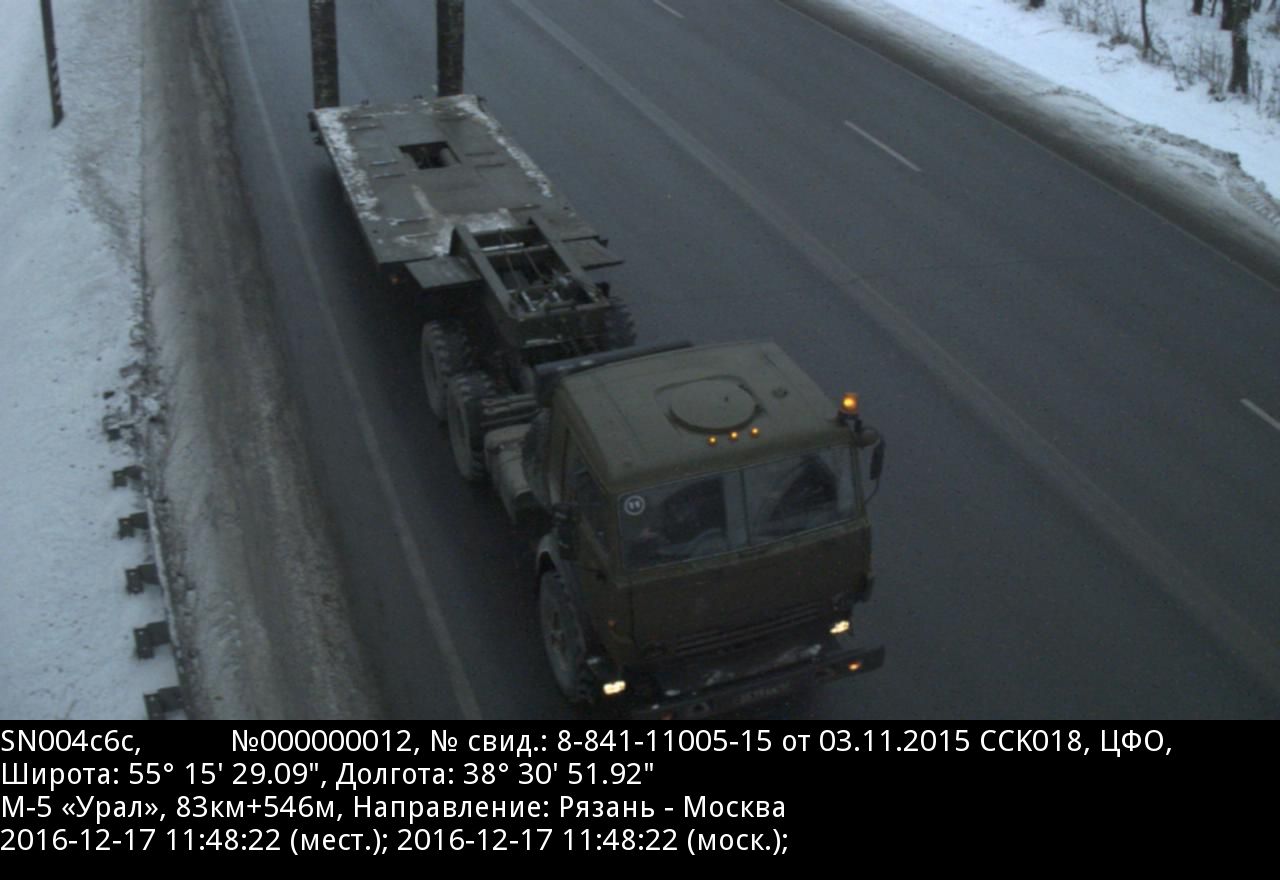 11
SN004c6c, №000000012, № свид.: 8-841-11005-15 от 03.11.2015 ССК018, ЦФО,
Широта: 55° 15' 29.09", Долгота: 38° 30' 51.92"
М-5 «Урал», 83км+546м, Направление: Рязань - Москва
2016-12-17 11:48:22 (мест.); 2016-12-17 11:48:22 (моск.);